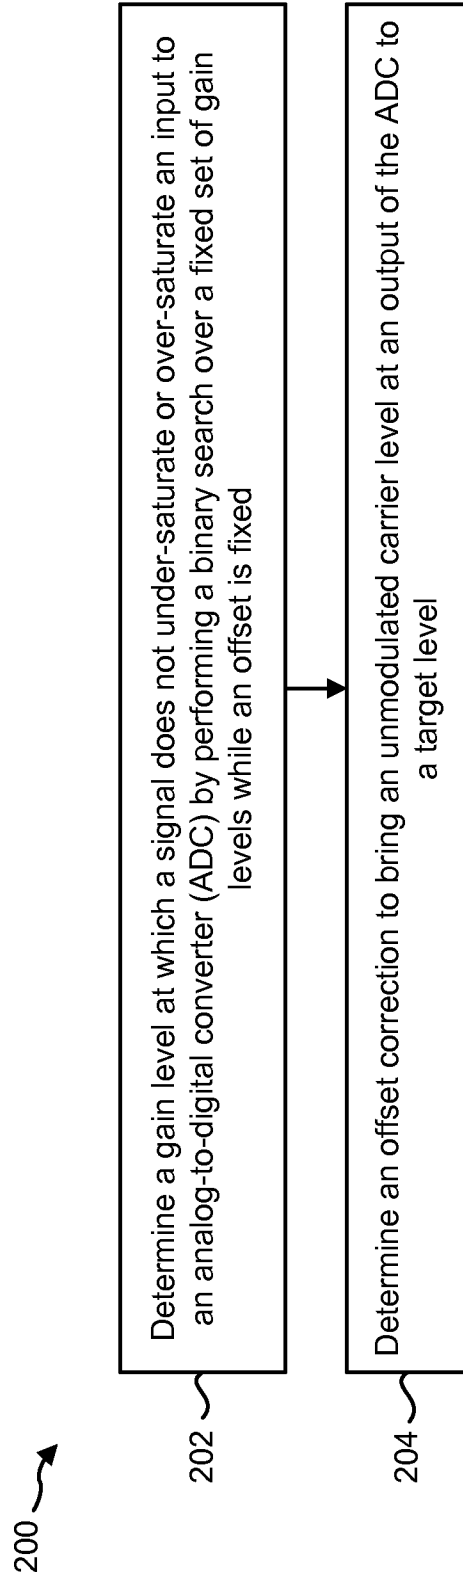 200
202
Determine a gain level at which a signal does not under-saturate or over-saturate an input to
an analog-to-digital converter (ADC) by performing a binary search over a fixed set of gain
levels while an offset is fixed
204
Determine an offset correction to bring an unmodulated carrier level at an output of the ADC to
a target level